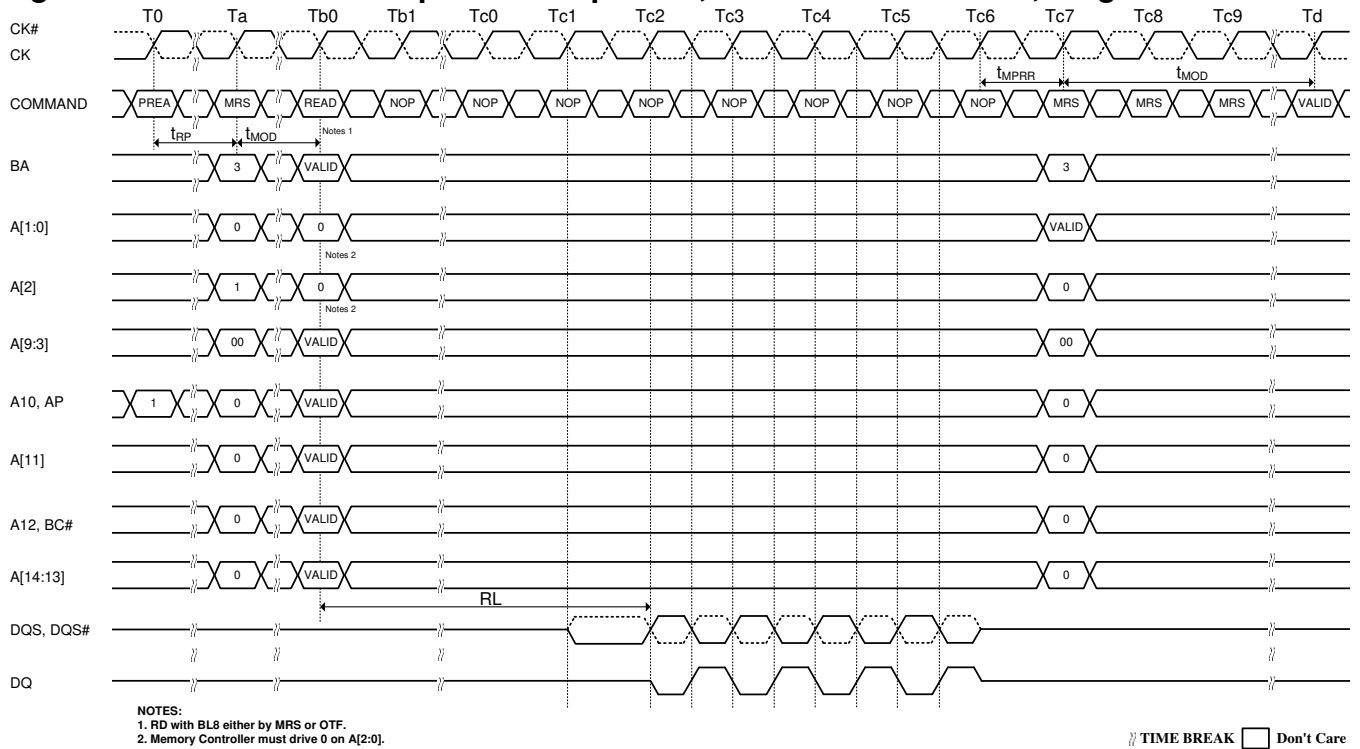 T0 Ta Tb0 Tb1 Tc0 Tc1 Tc2 Tc3 Tc4 Tc5 Tc6 Tc7 Tc8 Tc9 Td
CK#
CK
tMPRR tMOD
COMMAND PREA MRS READ NOP NOP NOP NOP NOP NOP NOP NOP MRS MRS MRS VALID
tRP tMOD Notes 1
BA 3 VALID 3
A[1:0] 0 0 VALID
Notes 2
A[2] 1 0 0
Notes 2
A[9:3] 00 VALID 00
A10, AP 1 0 VALID 0
A[11] 0 VALID 0
A12, BC# 0 VALID 0
A[14:13] 0 VALID 0
RL
DQS, DQS#
DQ
NOTES:
1. RD with BL8 either by MRS or OTF.
2. Memory Controller must drive 0 on A[2:0].
TIME BREAK Don't Care